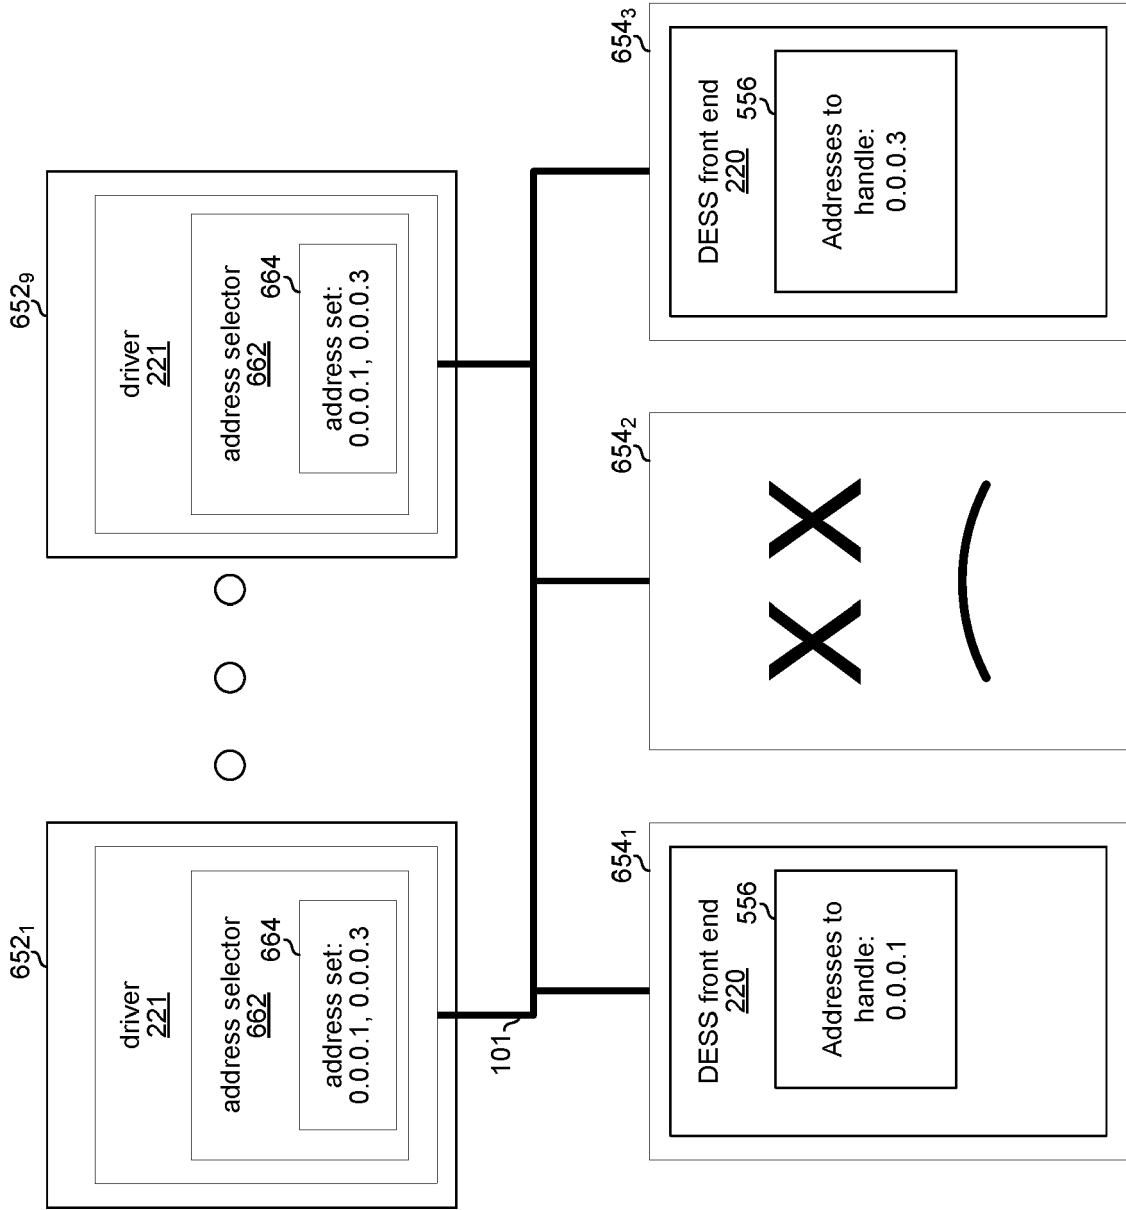 652₁
driver
221
address selector
662
664
address set:
0.0.0.1, 0.0.0.3
652₉
driver
221
address selector
662
664
address set:
0.0.0.1, 0.0.0.3
101
654₁
DESS front end
220
556
Addresses to
handle:
0.0.0.1
654₂
X X
654₃
DESS front end
220
556
Addresses to
handle:
0.0.0.3